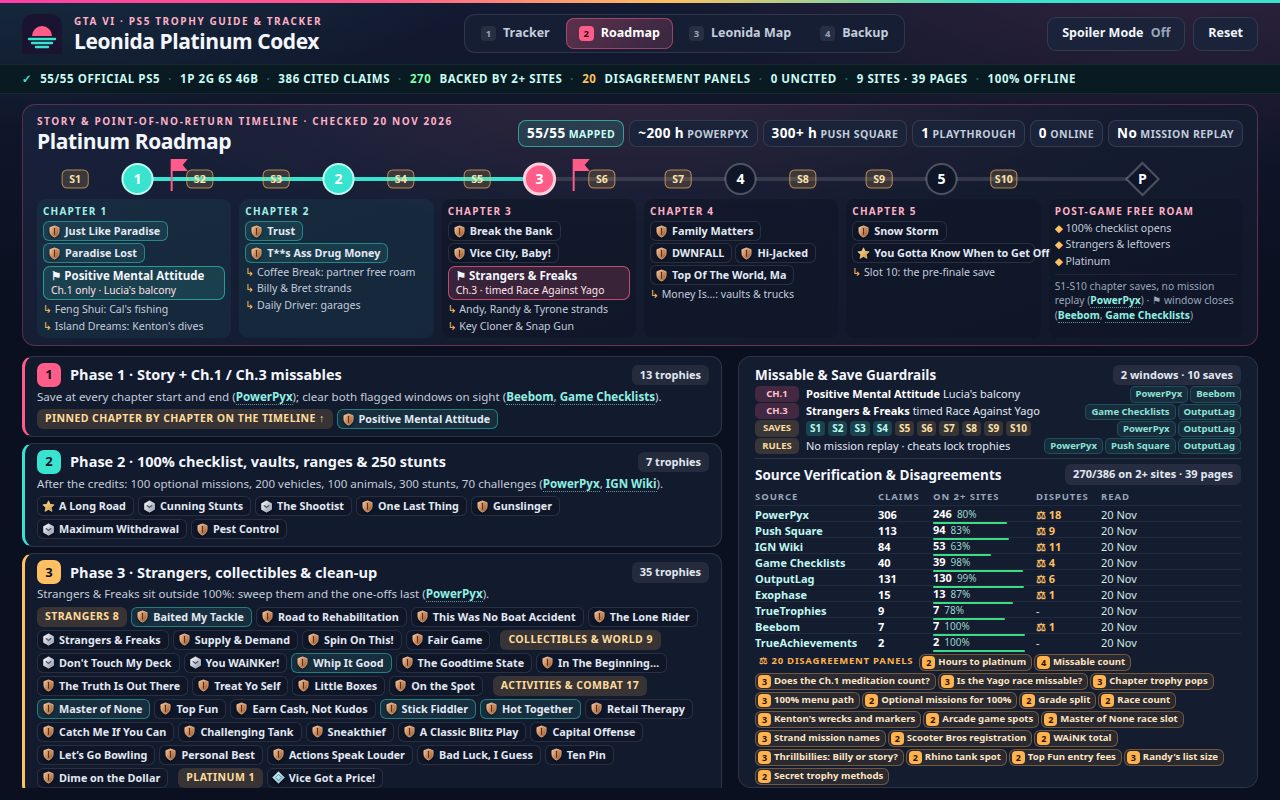 GTA VI · PS5 TROPHY GUIDE & TRACKER
Leonida Platinum Codex
1 Tracker
2 Roadmap
3 Leonida Map
4 Backup
Spoiler Mode Off
Reset
✓ 55/55 OFFICIAL PS5 · 1P 2G 6S 46B · 386 CITED CLAIMS · 270 BACKED BY 2+ SITES · 20 DISAGREEMENT PANELS · 0 UNCITED · 9 SITES · 39 PAGES · 100% OFFLINE
STORY & POINT-OF-NO-RETURN TIMELINE · CHECKED 20 NOV 2026
Platinum Roadmap
55/55 MAPPED
~200 h POWERPYX
300+ h PUSH SQUARE
1 PLAYTHROUGH
0 ONLINE
No MISSION REPLAY
S1 1 S2 S3 2 S4 S5 3 S6 S7 4 S8 S9 5 S10 P
CHAPTER 1
Just Like Paradise
Paradise Lost
⚑ Positive Mental Attitude
Ch.1 only · Lucia's balcony
↳ Feng Shui: Cal's fishing
↳ Island Dreams: Kenton's dives
CHAPTER 2
Trust
T**s Ass Drug Money
↳ Coffee Break: partner free roam
↳ Billy & Bret strands
↳ Daily Driver: garages
CHAPTER 3
Break the Bank
Vice City, Baby!
⚑ Strangers & Freaks
Ch.3 · timed Race Against Yago
↳ Andy, Randy & Tyrone strands
↳ Key Cloner & Snap Gun
CHAPTER 4
Family Matters
DWNFALL Hi-Jacked
Top Of The World, Ma
↳ Money Is...: vaults & trucks
CHAPTER 5
Snow Storm
You Gotta Know When to Get Off
↳ Slot 10: the pre-finale save
POST-GAME FREE ROAM
◆ 100% checklist opens
◆ Strangers & leftovers
◆ Platinum
S1-S10 chapter saves, no mission
replay (PowerPyx) · ⚑ window closes
(Beebom, Game Checklists)
1 Phase 1 · Story + Ch.1 / Ch.3 missables
13 trophies
Save at every chapter start and end (PowerPyx); clear both flagged windows on sight (Beebom, Game Checklists).
PINNED CHAPTER BY CHAPTER ON THE TIMELINE ↑ Positive Mental Attitude
2 Phase 2 · 100% checklist, vaults, ranges & 250 stunts
7 trophies
After the credits: 100 optional missions, 200 vehicles, 100 animals, 300 stunts, 70 challenges (PowerPyx, IGN Wiki).
A Long Road Cunning Stunts The Shootist One Last Thing Gunslinger
Maximum Withdrawal Pest Control
3 Phase 3 · Strangers, collectibles & clean-up
35 trophies
Strangers & Freaks sit outside 100%: sweep them and the one-offs last (PowerPyx).
STRANGERS 8 Baited My Tackle Road to Rehabilitation This Was No Boat Accident The Lone Rider
Strangers & Freaks Supply & Demand Spin On This! Fair Game COLLECTIBLES & WORLD 9
Don't Touch My Deck You WAiNKer! Whip It Good The Goodtime State In The Beginning...
The Truth Is Out There Treat Yo Self Little Boxes On the Spot ACTIVITIES & COMBAT 17
Master of None Top Fun Earn Cash, Not Kudos Stick Fiddler Hot Together Retail Therapy
Catch Me If You Can Challenging Tank Sneakthief A Classic Blitz Play Capital Offense
Let's Go Bowling Personal Best Actions Speak Louder Bad Luck, I Guess Ten Pin
Dime on the Dollar PLATINUM 1 Vice Got a Price!
Missable & Save Guardrails
2 windows · 10 saves
CH.1 Positive Mental Attitude Lucia's balcony PowerPyx Beebom
CH.3 Strangers & Freaks timed Race Against Yago Game Checklists OutputLag
SAVES S1 S2 S3 S4 S5 S6 S7 S8 S9 S10 PowerPyx OutputLag
RULES No mission replay · cheats lock trophies PowerPyx Push Square OutputLag
Source Verification & Disagreements
270/386 on 2+ sites · 39 pages
SOURCE CLAIMS ON 2+ SITES DISPUTES READ
PowerPyx 306 246 80% ⚖ 18 20 Nov
Push Square 113 94 83% ⚖ 9 20 Nov
IGN Wiki 84 53 63% ⚖ 11 20 Nov
Game Checklists 40 39 98% ⚖ 4 20 Nov
OutputLag 131 130 99% ⚖ 6 20 Nov
Exophase 15 13 87% ⚖ 1 20 Nov
TrueTrophies 9 7 78% - 20 Nov
Beebom 7 7 100% ⚖ 1 20 Nov
TrueAchievements 2 2 100% - 20 Nov
⚖ 20 DISAGREEMENT PANELS 2 Hours to platinum 4 Missable count
3 Does the Ch.1 meditation count? 3 Is the Yago race missable? 3 Chapter trophy pops
3 100% menu path 2 Optional missions for 100% 2 Grade split 2 Race count
3 Kenton's wrecks and markers 2 Arcade game spots 2 Master of None race slot
3 Strand mission names 2 Scooter Bros registration 2 WAiNK total
3 Thrillbillies: Billy or story? 2 Rhino tank spot 2 Top Fun entry fees 3 Randy's list size
2 Secret trophy methods